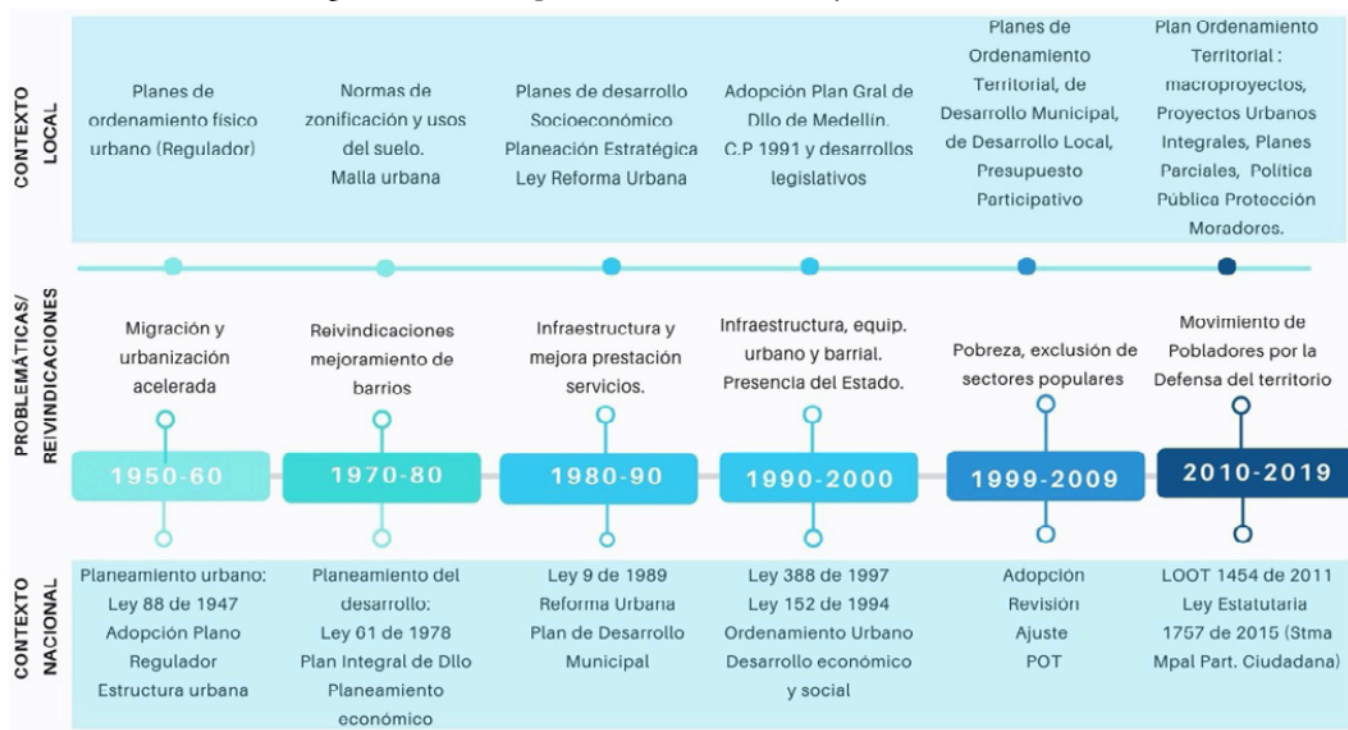 CONTEXTO
LOCAL
Planes de
ordenamiento físico
urbano (Regulador)
Normas de
zonificación y usos
del suelo.
Malla urbana
Planes de desarrollo
Socioeconómico
Planeación Estratégica
Ley Reforma Urbana
Adopción Plan Gral de
Dllo de Medellín.
C.P 1991 y desarrollos
legislativos
Planes de
Ordenamiento
Territorial, de
Desarrollo Municipal,
de Desarrollo Local,
Presupuesto
Participativo
Plan Ordenamiento
Territorial :
macroproyectos,
Proyectos Urbanos
Integrales, Planes
Parciales, Política
Pública Protección
Moradores.
PROBLEMÁTICAS/
REIVINDICACIONES
Migración y
urbanización
acelerada
Reivindicaciones
mejoramiento de
barrios
Infraestructura y
mejora prestación
servicios.
Infraestructura, equip.
urbano y barrial.
Presencia del Estado.
Pobreza, exclusión de
sectores populares
Movimiento de
Pobladores por la
Defensa del territorio
1950-60
1970-80
1980-90
1990-2000
1999-2009
2010-2019
CONTEXTO
NACIONAL
Planeamiento urbano:
Ley 88 de 1947
Adopción Plano
Regulador
Estructura urbana
Planeamiento del
desarrollo:
Ley 61 de 1978
Plan Integral de Dllo
Planeamiento
económico
Ley 9 de 1989
Reforma Urbana
Plan de Desarrollo
Municipal
Ley 388 de 1997
Ley 152 de 1994
Ordenamiento Urbano
Desarrollo económico
y social
Adopción
Revisión
Ajuste
POT
LOOT 1454 de 2011
Ley Estatutaria
1757 de 2015 (Stma
Mpal Part. Ciudadana)